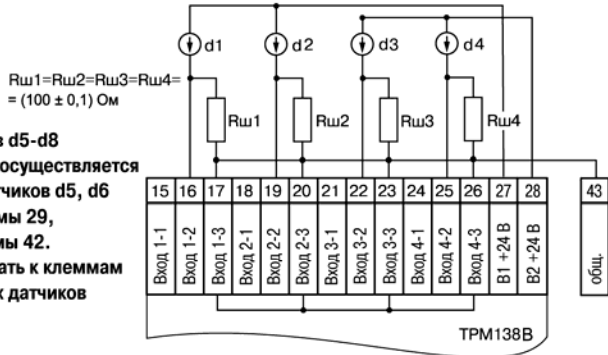 d1 d2 d3 d4
Rш1=Rш2=Rш3=Rш4=
= (100 ± 0,1) Ом
Rш1 Rш2 Rш3 Rш4
в d5-d8
осуществляется
тчиков d5, d6
мы 29,
мы 42.
ать к клеммам
х датчиков
15 16 17 18 19 20 21 22 23 24 25 26 27 28 43
Вход 1-1
Вход 1-2
Вход 1-3
Вход 2-1
Вход 2-2
Вход 2-3
Вход 3-1
Вход 3-2
Вход 3-3
Вход 4-1
Вход 4-2
Вход 4-3
В1 +24 В
В2 +24 В
общ.
ТРМ138В